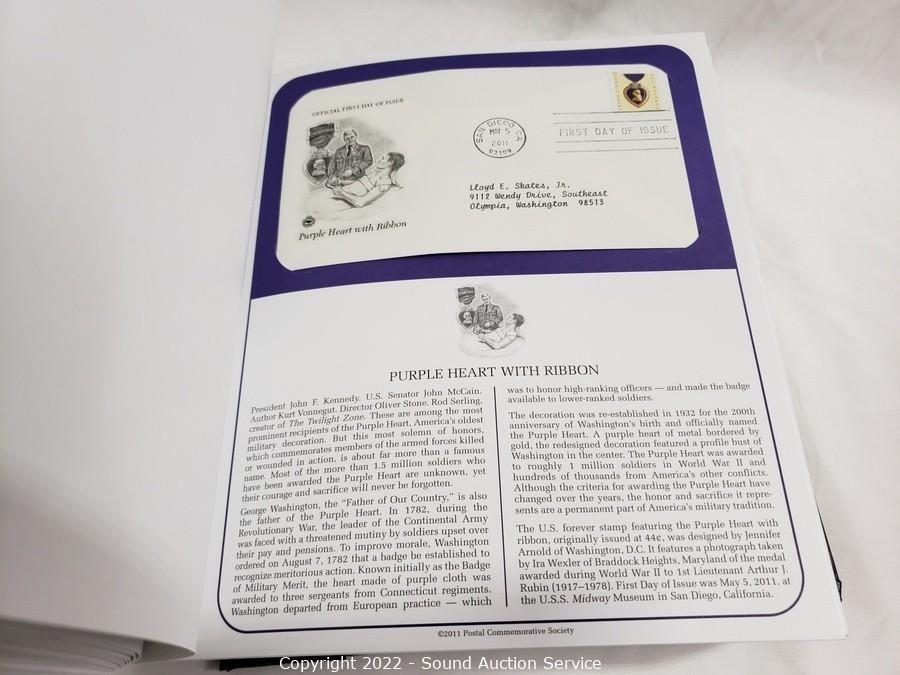 OFFICIAL FIRST DAY OF ISSUE
SAN DIEGO CA
MAY 5
2011
92199
FIRST DAY OF ISSUE
Lloyd E. Skates, Jr.
9112 Wendy Drive, Southeast
Olympia, Washington 98513
Purple Heart with Ribbon
PURPLE HEART WITH RIBBON
President John F. Kennedy. U.S. Senator John McCain.
Author Kurt Vonnegut. Director Oliver Stone. Rod Serling,
creator of The Twilight Zone. These are among the most
prominent recipients of the Purple Heart, America's oldest
military decoration. But this most solemn of honors,
which commemorates members of the armed forces killed
or wounded in action, is about far more than a famous
name. Most of the more than 1.5 million soldiers who
have been awarded the Purple Heart are unknown, yet
their courage and sacrifice will never be forgotten.
George Washington, the "Father of Our Country," is also
the father of the Purple Heart. In 1782, during the
Revolutionary War, the leader of the Continental Army
was faced with a threatened mutiny by soldiers upset over
their pay and pensions. To improve morale, Washington
ordered on August 7, 1782 that a badge be established to
recognize meritorious action. Known initially as the Badge
of Military Merit, the heart made of purple cloth was
awarded to three sergeants from Connecticut regiments.
Washington departed from European practice — which
was to honor high-ranking officers — and made the badge
available to lower-ranked soldiers.
The decoration was re-established in 1932 for the 200th
anniversary of Washington's birth and officially named
the Purple Heart. A purple heart of metal bordered by
gold, the redesigned decoration featured a profile bust of
Washington in the center. The Purple Heart was awarded
to roughly 1 million soldiers in World War II and
hundreds of thousands from America's other conflicts.
Although the criteria for awarding the Purple Heart have
changed over the years, the honor and sacrifice it repre-
sents are a permanent part of America's military tradition.
The U.S. forever stamp featuring the Purple Heart with
ribbon, originally issued at 44¢, was designed by Jennifer
Arnold of Washington, D.C. It features a photograph taken
by Ira Wexler of Braddock Heights, Maryland of the medal
awarded during World War II to 1st Lieutenant Arthur J.
Rubin (1917–1978). First Day of Issue was May 5, 2011, at
the U.S.S. Midway Museum in San Diego, California.
©2011 Postal Commemorative Society
Copyright 2022 - Sound Auction Service